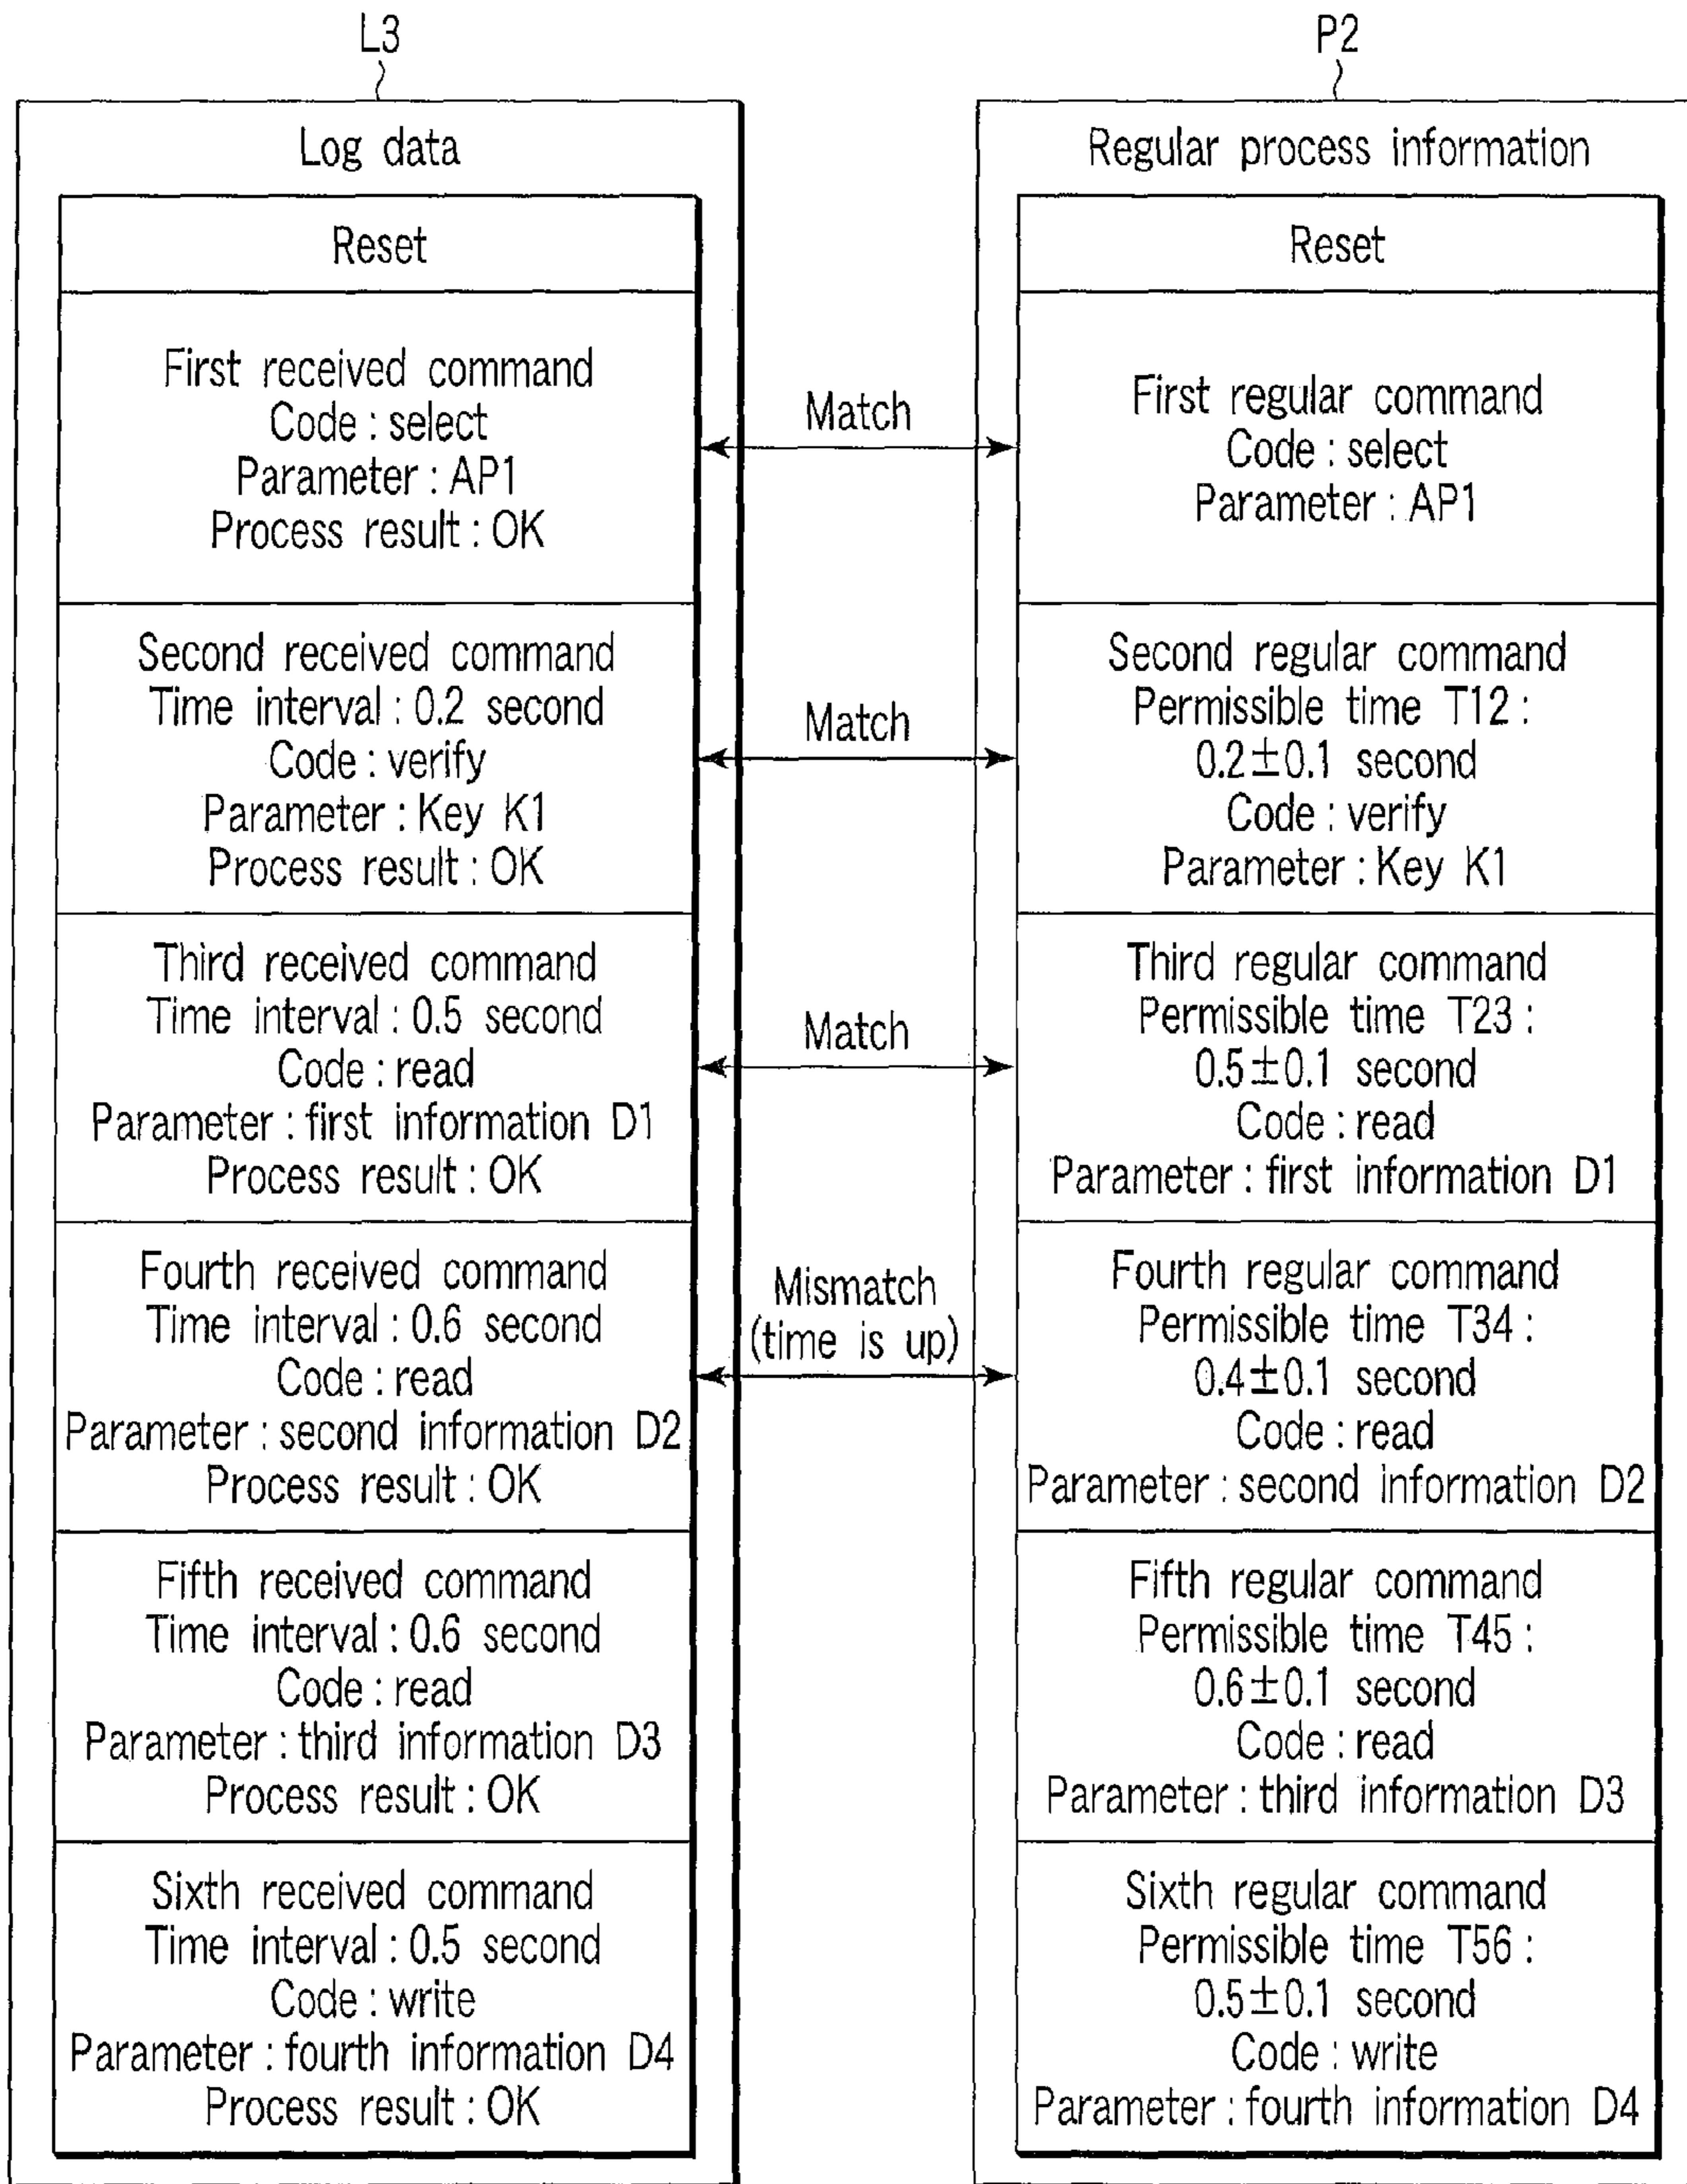 L3
Log data
Reset
First received command
Code : select
Parameter : AP1
Process result : OK
Second received command
Time interval : 0.2 second
Code : verify
Parameter : Key K1
Process result : OK
Third received command
Time interval : 0.5 second
Code : read
Parameter : first information D1
Process result : OK
Fourth received command
Time interval : 0.6 second
Code : read
Parameter : second information D2
Process result : OK
Fifth received command
Time interval : 0.6 second
Code : read
Parameter : third information D3
Process result : OK
Sixth received command
Time interval : 0.5 second
Code : write
Parameter : fourth information D4
Process result : OK
Match
Match
Match
Mismatch
(time is up)
P2
Regular process information
Reset
First regular command
Code : select
Parameter : AP1
Second regular command
Permissible time T12 :
0.2±0.1 second
Code : verify
Parameter : Key K1
Third regular command
Permissible time T23 :
0.5±0.1 second
Code : read
Parameter : first information D1
Fourth regular command
Permissible time T34 :
0.4±0.1 second
Code : read
Parameter : second information D2
Fifth regular command
Permissible time T45 :
0.6±0.1 second
Code : read
Parameter : third information D3
Sixth regular command
Permissible time T56 :
0.5±0.1 second
Code : write
Parameter : fourth information D4